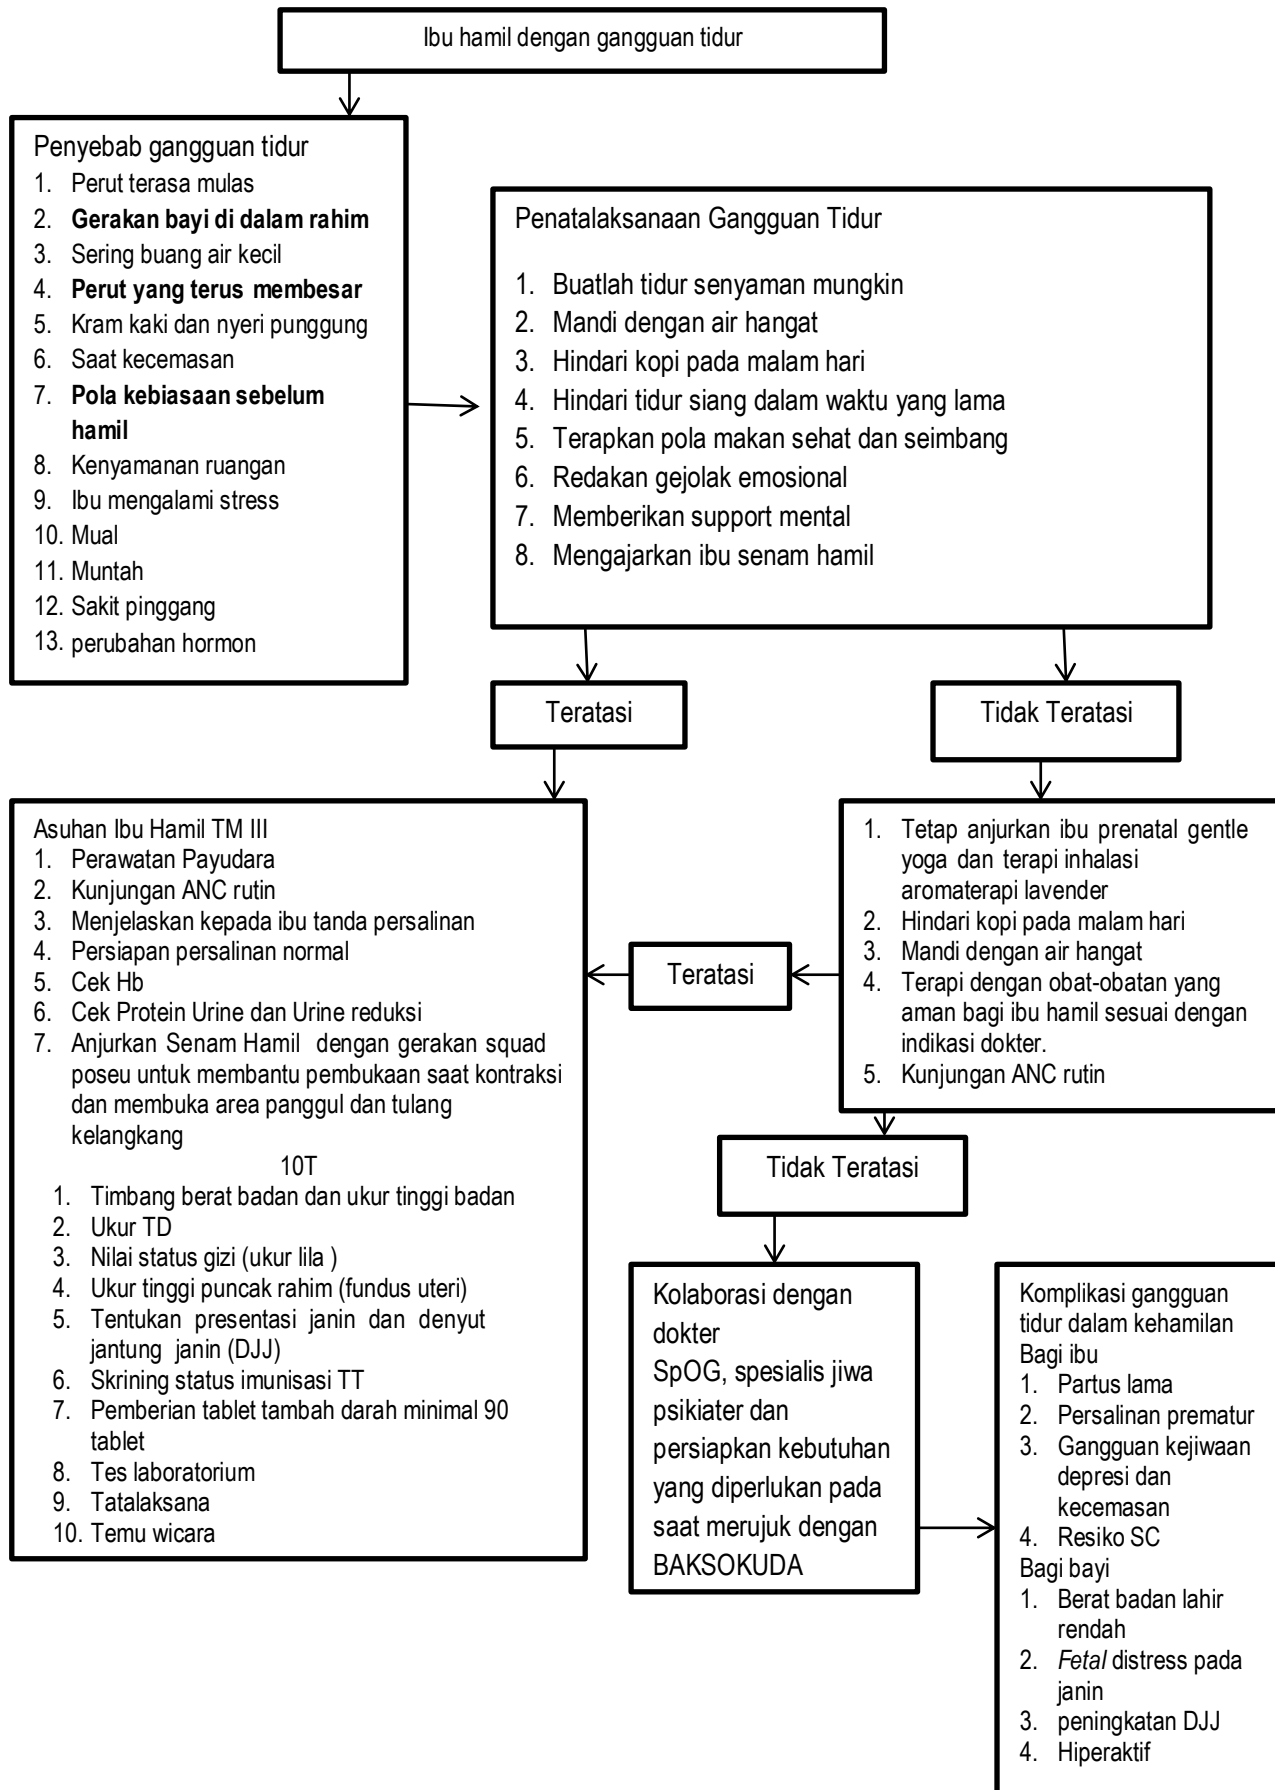 Ibu hamil dengan gangguan tidur
Penyebab gangguan tidur
1. Perut terasa mulas
2. Gerakan bayi di dalam rahim
3. Sering buang air kecil
4. Perut yang terus membesar
5. Kram kaki dan nyeri punggung
6. Saat kecemasan
7. Pola kebiasaan sebelum
hamil
8. Kenyamanan ruangan
9. Ibu mengalami stress
10. Mual
11. Muntah
12. Sakit pinggang
13. perubahan hormon
Penatalaksanaan Gangguan Tidur
1. Buatlah tidur senyaman mungkin
2. Mandi dengan air hangat
3. Hindari kopi pada malam hari
4. Hindari tidur siang dalam waktu yang lama
5. Terapkan pola makan sehat dan seimbang
6. Redakan gejolak emosional
7. Memberikan support mental
8. Mengajarkan ibu senam hamil
Teratasi
Tidak Teratasi
Asuhan Ibu Hamil TM III
1. Perawatan Payudara
2. Kunjungan ANC rutin
3. Menjelaskan kepada ibu tanda persalinan
4. Persiapan persalinan normal
5. Cek Hb
6. Cek Protein Urine dan Urine reduksi
7. Anjurkan Senam Hamil dengan gerakan squad
poseu untuk membantu pembukaan saat kontraksi
dan membuka area panggul dan tulang
kelangkang
10T
1. Timbang berat badan dan ukur tinggi badan
2. Ukur TD
3. Nilai status gizi (ukur lila )
4. Ukur tinggi puncak rahim (fundus uteri)
5. Tentukan presentasi janin dan denyut
jantung janin (DJJ)
6. Skrining status imunisasi TT
7. Pemberian tablet tambah darah minimal 90
tablet
8. Tes laboratorium
9. Tatalaksana
10. Temu wicara
Teratasi
1. Tetap anjurkan ibu prenatal gentle
yoga dan terapi inhalasi
aromaterapi lavender
2. Hindari kopi pada malam hari
3. Mandi dengan air hangat
4. Terapi dengan obat-obatan yang
aman bagi ibu hamil sesuai dengan
indikasi dokter.
5. Kunjungan ANC rutin
Tidak Teratasi
Kolaborasi dengan
dokter
SpOG, spesialis jiwa
psikiater dan
persiapkan kebutuhan
yang diperlukan pada
saat merujuk dengan
BAKSOKUDA
Komplikasi gangguan
tidur dalam kehamilan
Bagi ibu
1. Partus lama
2. Persalinan prematur
3. Gangguan kejiwaan
depresi dan
kecemasan
4. Resiko SC
Bagi bayi
1. Berat badan lahir
rendah
2. Fetal distress pada
janin
3. peningkatan DJJ
4. Hiperaktif